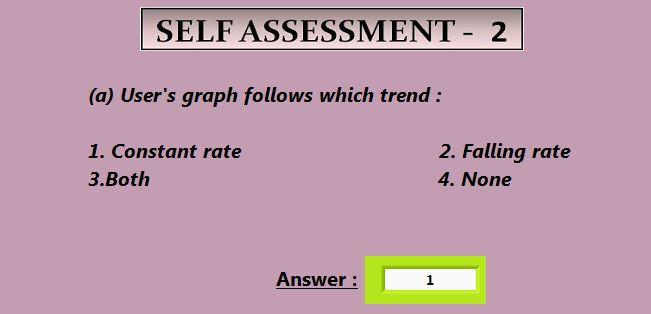 SELF ASSESSMENT - 2
(a) User's graph follows which trend :
1. Constant rate 2. Falling rate
3.Both 4. None
Answer : 1